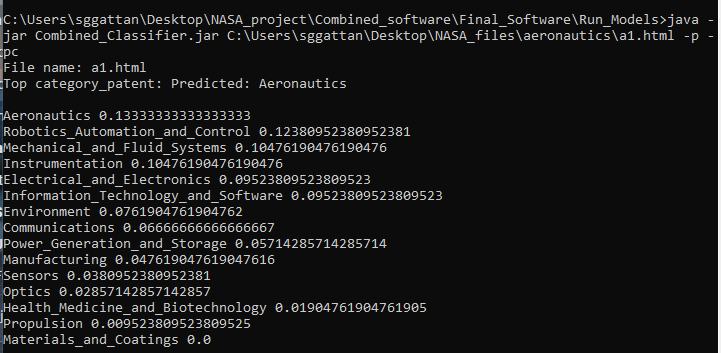 C:\Users\sggattan\Desktop\NASA_project\Combined_software\Final_Software\Run_Models>java -
jar Combined_Classifier.jar C:\Users\sggattan\Desktop\NASA_files\aeronautics\a1.html -p -
pc
File name: a1.html
Top category_patent: Predicted: Aeronautics
Aeronautics 0.13333333333333333
Robotics_Automation_and_Control 0.12380952380952381
Mechanical_and_Fluid_Systems 0.10476190476190476
Instrumentation 0.10476190476190476
Electrical_and_Electronics 0.09523809523809523
Information_Technology_and_Software 0.09523809523809523
Environment 0.0761904761904762
Communications 0.06666666666666667
Power_Generation_and_Storage 0.05714285714285714
Manufacturing 0.047619047619047616
Sensors 0.0380952380952381
Optics 0.02857142857142857
Health_Medicine_and_Biotechnology 0.01904761904761905
Propulsion 0.009523809523809525
Materials_and_Coatings 0.0